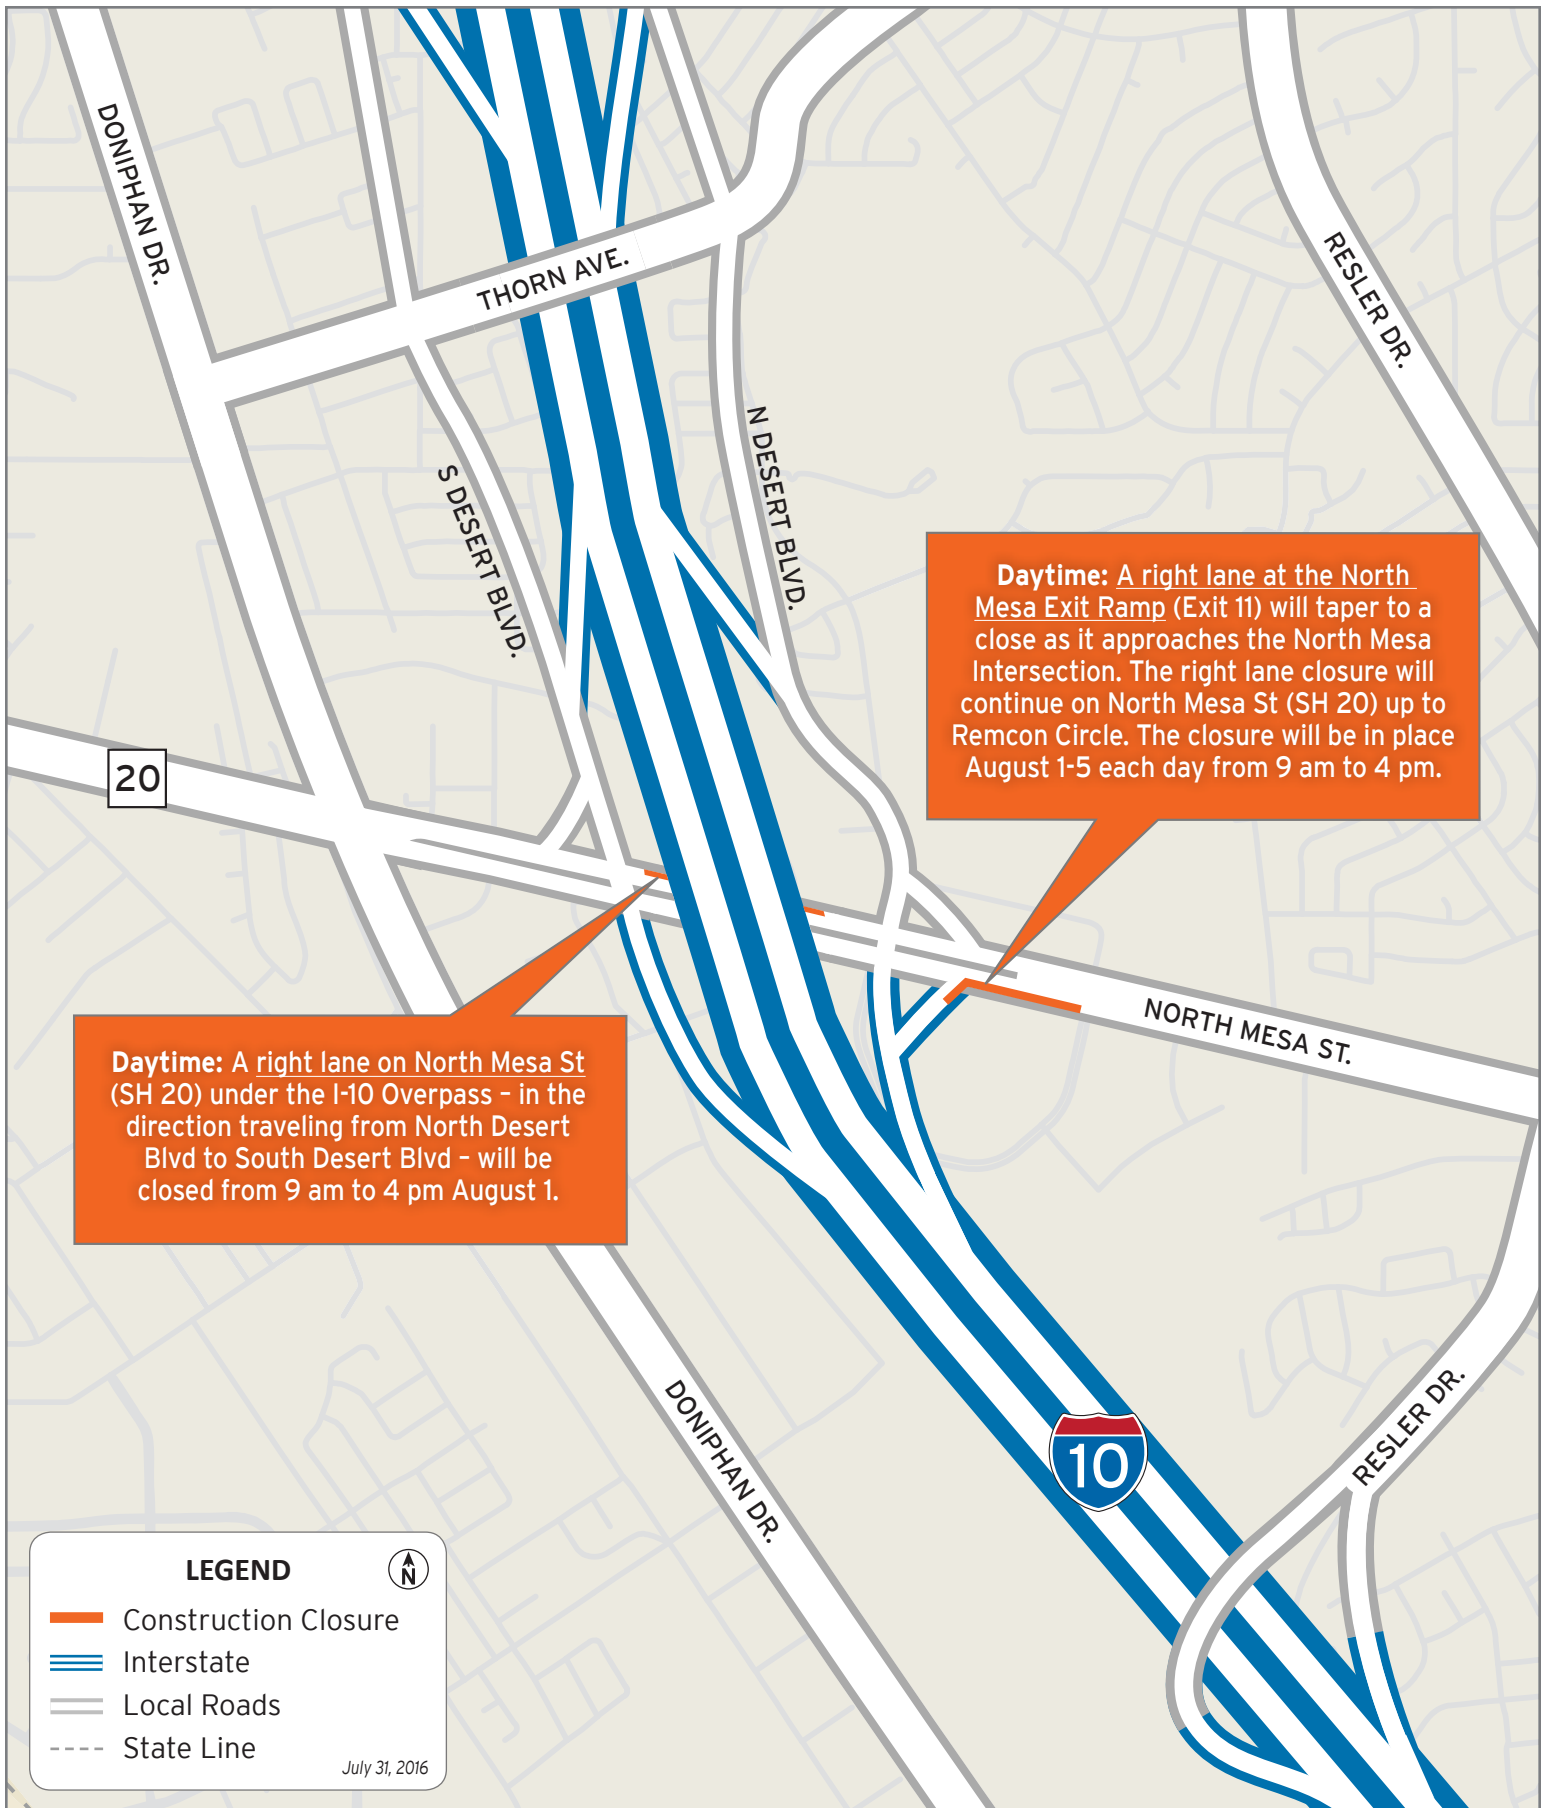 DONIPHAN DR.
THORN AVE.
RESLER DR.
S DESERT BLVD.
N DESERT BLVD.
Daytime: A right lane at the North
Mesa Exit Ramp (Exit 11) will taper to a
close as it approaches the North Mesa
Intersection. The right lane closure will
continue on North Mesa St (SH 20) up to
Remcon Circle. The closure will be in place
August 1-5 each day from 9 am to 4 pm.
20
NORTH MESA ST.
Daytime: A right lane on North Mesa St
(SH 20) under the I-10 Overpass – in the
direction traveling from North Desert
Blvd to South Desert Blvd – will be
closed from 9 am to 4 pm August 1.
DONIPHAN DR.
10
RESLER DR.
LEGEND
N
Construction Closure
Interstate
Local Roads
State Line
July 31, 2016